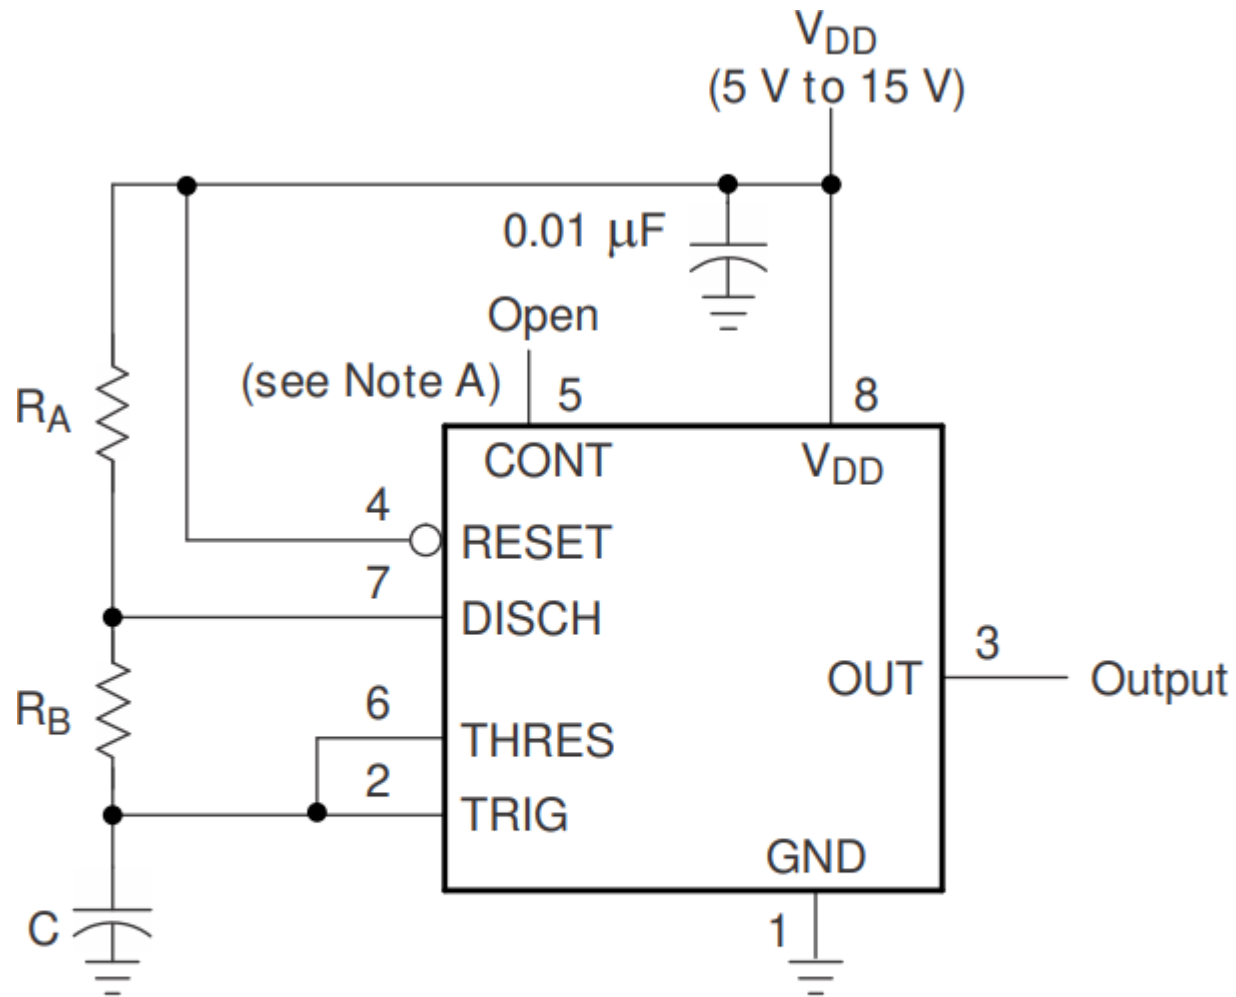 VDD
(5 V to 15 V)
0.01 μF
Open
(see Note A)
5
8
RA
CONT
VDD
4
RESET
7
DISCH
3
OUT
Output
RB
6
THRES
2
TRIG
GND
C
1